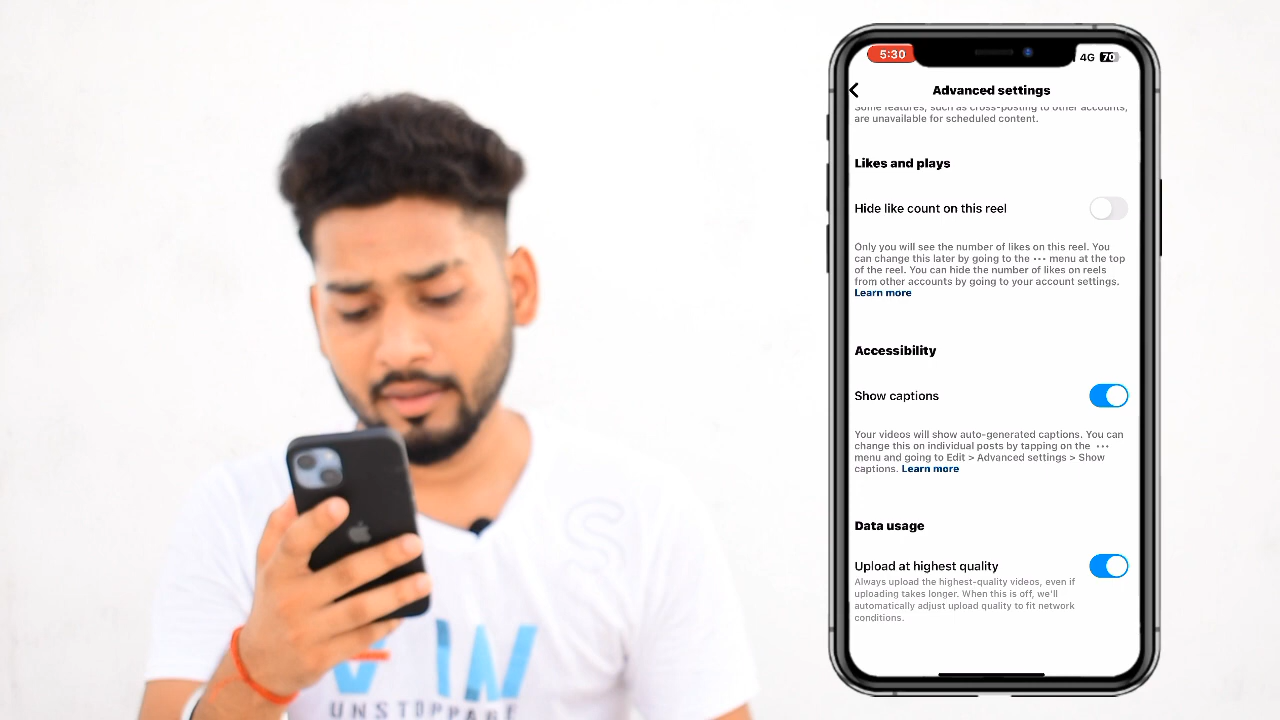 5:30
4G 70
Advanced settings
Some features, such as cross-posting to other accounts,
are unavailable for scheduled content.
Likes and plays
Hide like count on this reel
Only you will see the number of likes on this reel. You
can change this later by going to the ••• menu at the top
of the reel. You can hide the number of likes on reels
from other accounts by going to your account settings.
Learn more
Accessibility
Show captions
Your videos will show auto-generated captions. You can
change this on individual posts by tapping on the •••
menu and going to Edit > Advanced settings > Show
captions. Learn more
Data usage
Upload at highest quality
Always upload the highest-quality videos, even if
uploading takes longer. When this is off, we'll
automatically adjust upload quality to fit network
conditions.
S